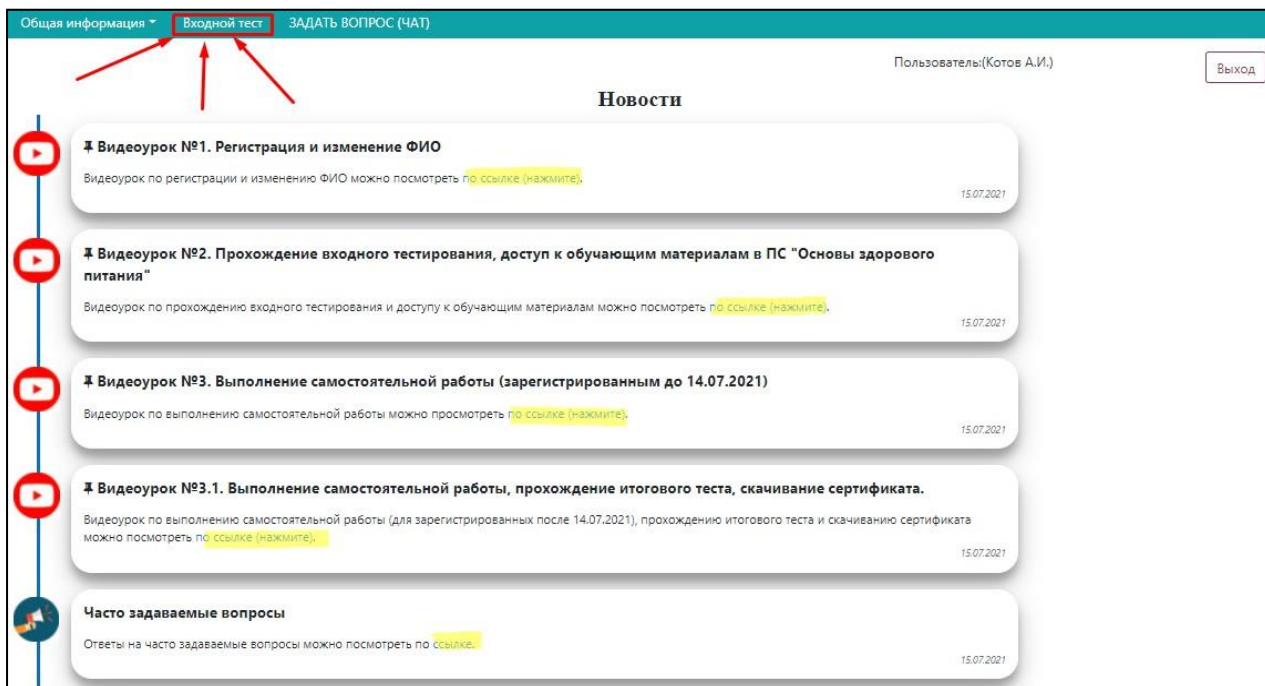 Общая информация Входной тест ЗАДАТЬ ВОПРОС (ЧАТ)
Пользователь:(Котов А.И.)
Выход
Новости
Видеоурок №1. Регистрация и изменение ФИО
Видеоурок по регистрации и изменению ФИО можно посмотреть по ссылке (нажмите).
15.07.2021
Видеоурок №2. Прохождение входного тестирования, доступ к обучающим материалам в ПС "Основы здорового
питания"
Видеоурок по прохождению входного тестирования и доступу к обучающим материалам можно посмотреть по ссылке (нажмите).
15.07.2021
Видеоурок №3. Выполнение самостоятельной работы (зарегистрированным до 14.07.2021)
Видеоурок по выполнению самостоятельной работы можно просмотреть по ссылке (нажмите).
15.07.2021
Видеоурок №3.1. Выполнение самостоятельной работы, прохождение итогового теста, скачивание сертификата.
Видеоурок по выполнению самостоятельной работы (для зарегистрированных после 14.07.2021), прохождению итогового теста и скачиванию сертификата
можно посмотреть по ссылке (нажмите).
15.07.2021
Часто задаваемые вопросы
Ответы на часто задаваемые вопросы можно посмотреть по ссылке.
15.07.2021